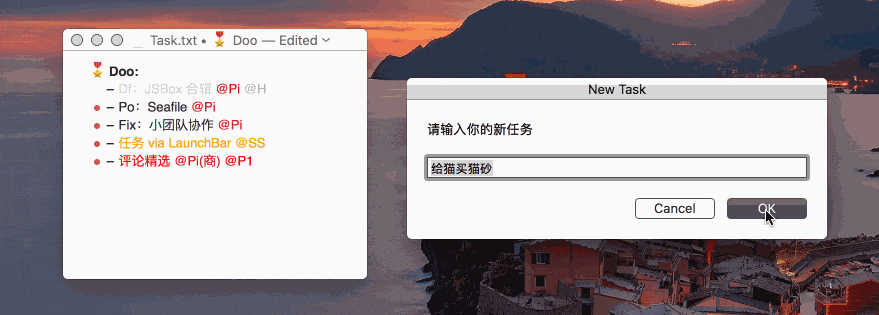 Task.txt • 🎖 Doo — Edited
🎖 Doo:
– Df：JSBox 合辑 @Pi @H
– Po：Seafile @Pi
– Fix：小团队协作 @Pi
– 任务 via LaunchBar @SS
– 评论精选 @Pi(商) @P1
New Task
请输入你的新任务
给猫买猫砂
Cancel
OK